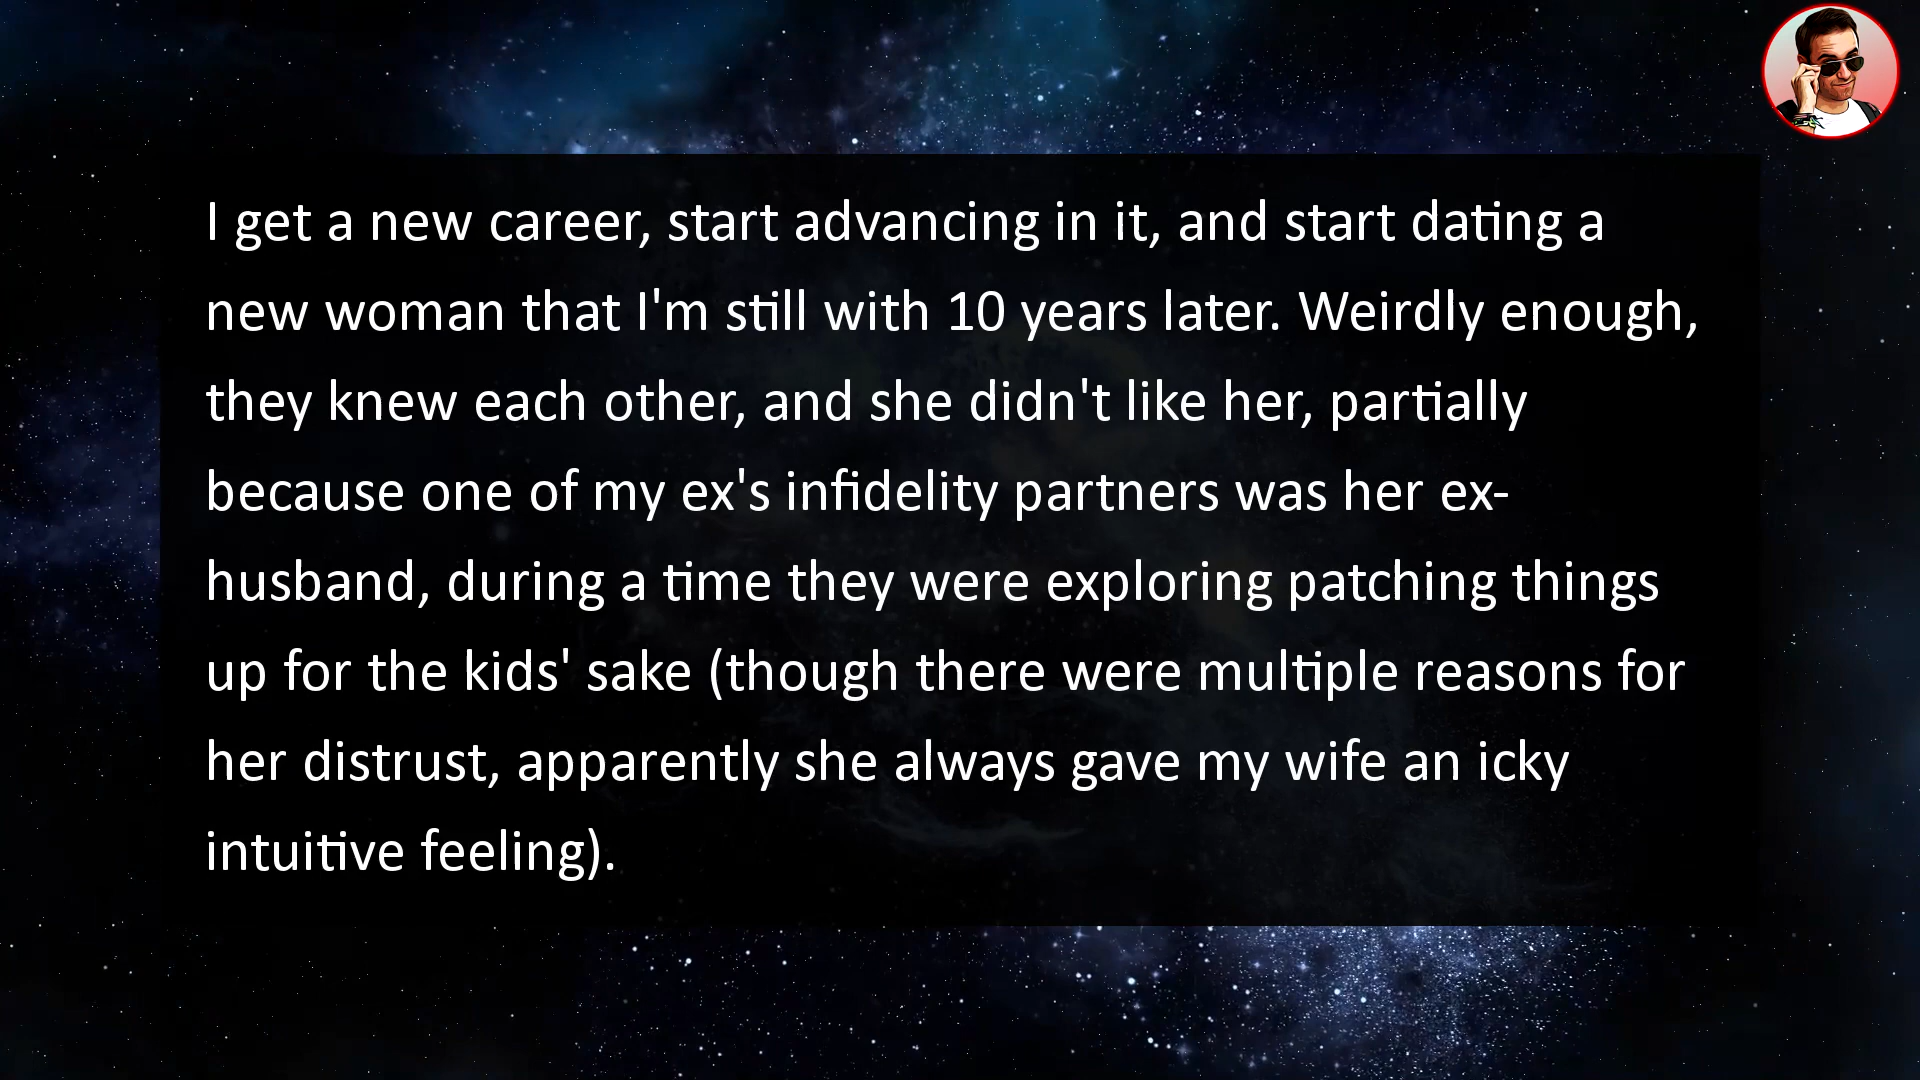 I get a new career, start advancing in it, and start dating a
new woman that I'm still with 10 years later. Weirdly enough,
they knew each other, and she didn't like her, partially
because one of my ex's infidelity partners was her ex-
husband, during a time they were exploring patching things
up for the kids' sake (though there were multiple reasons for
her distrust, apparently she always gave my wife an icky
intuitive feeling).